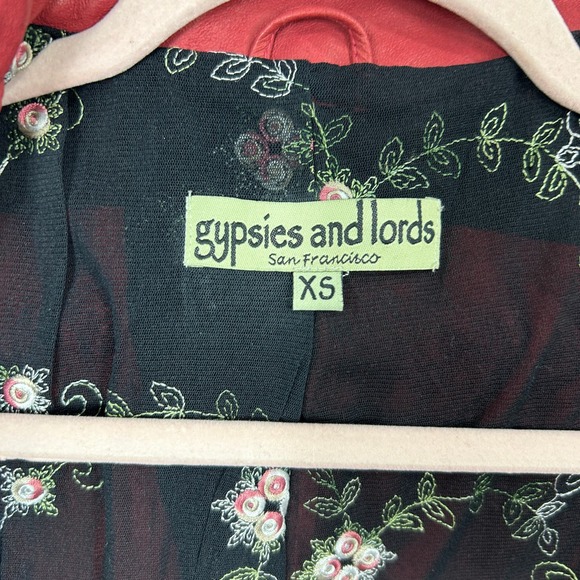 gypsies and lords
San Francisco
XS